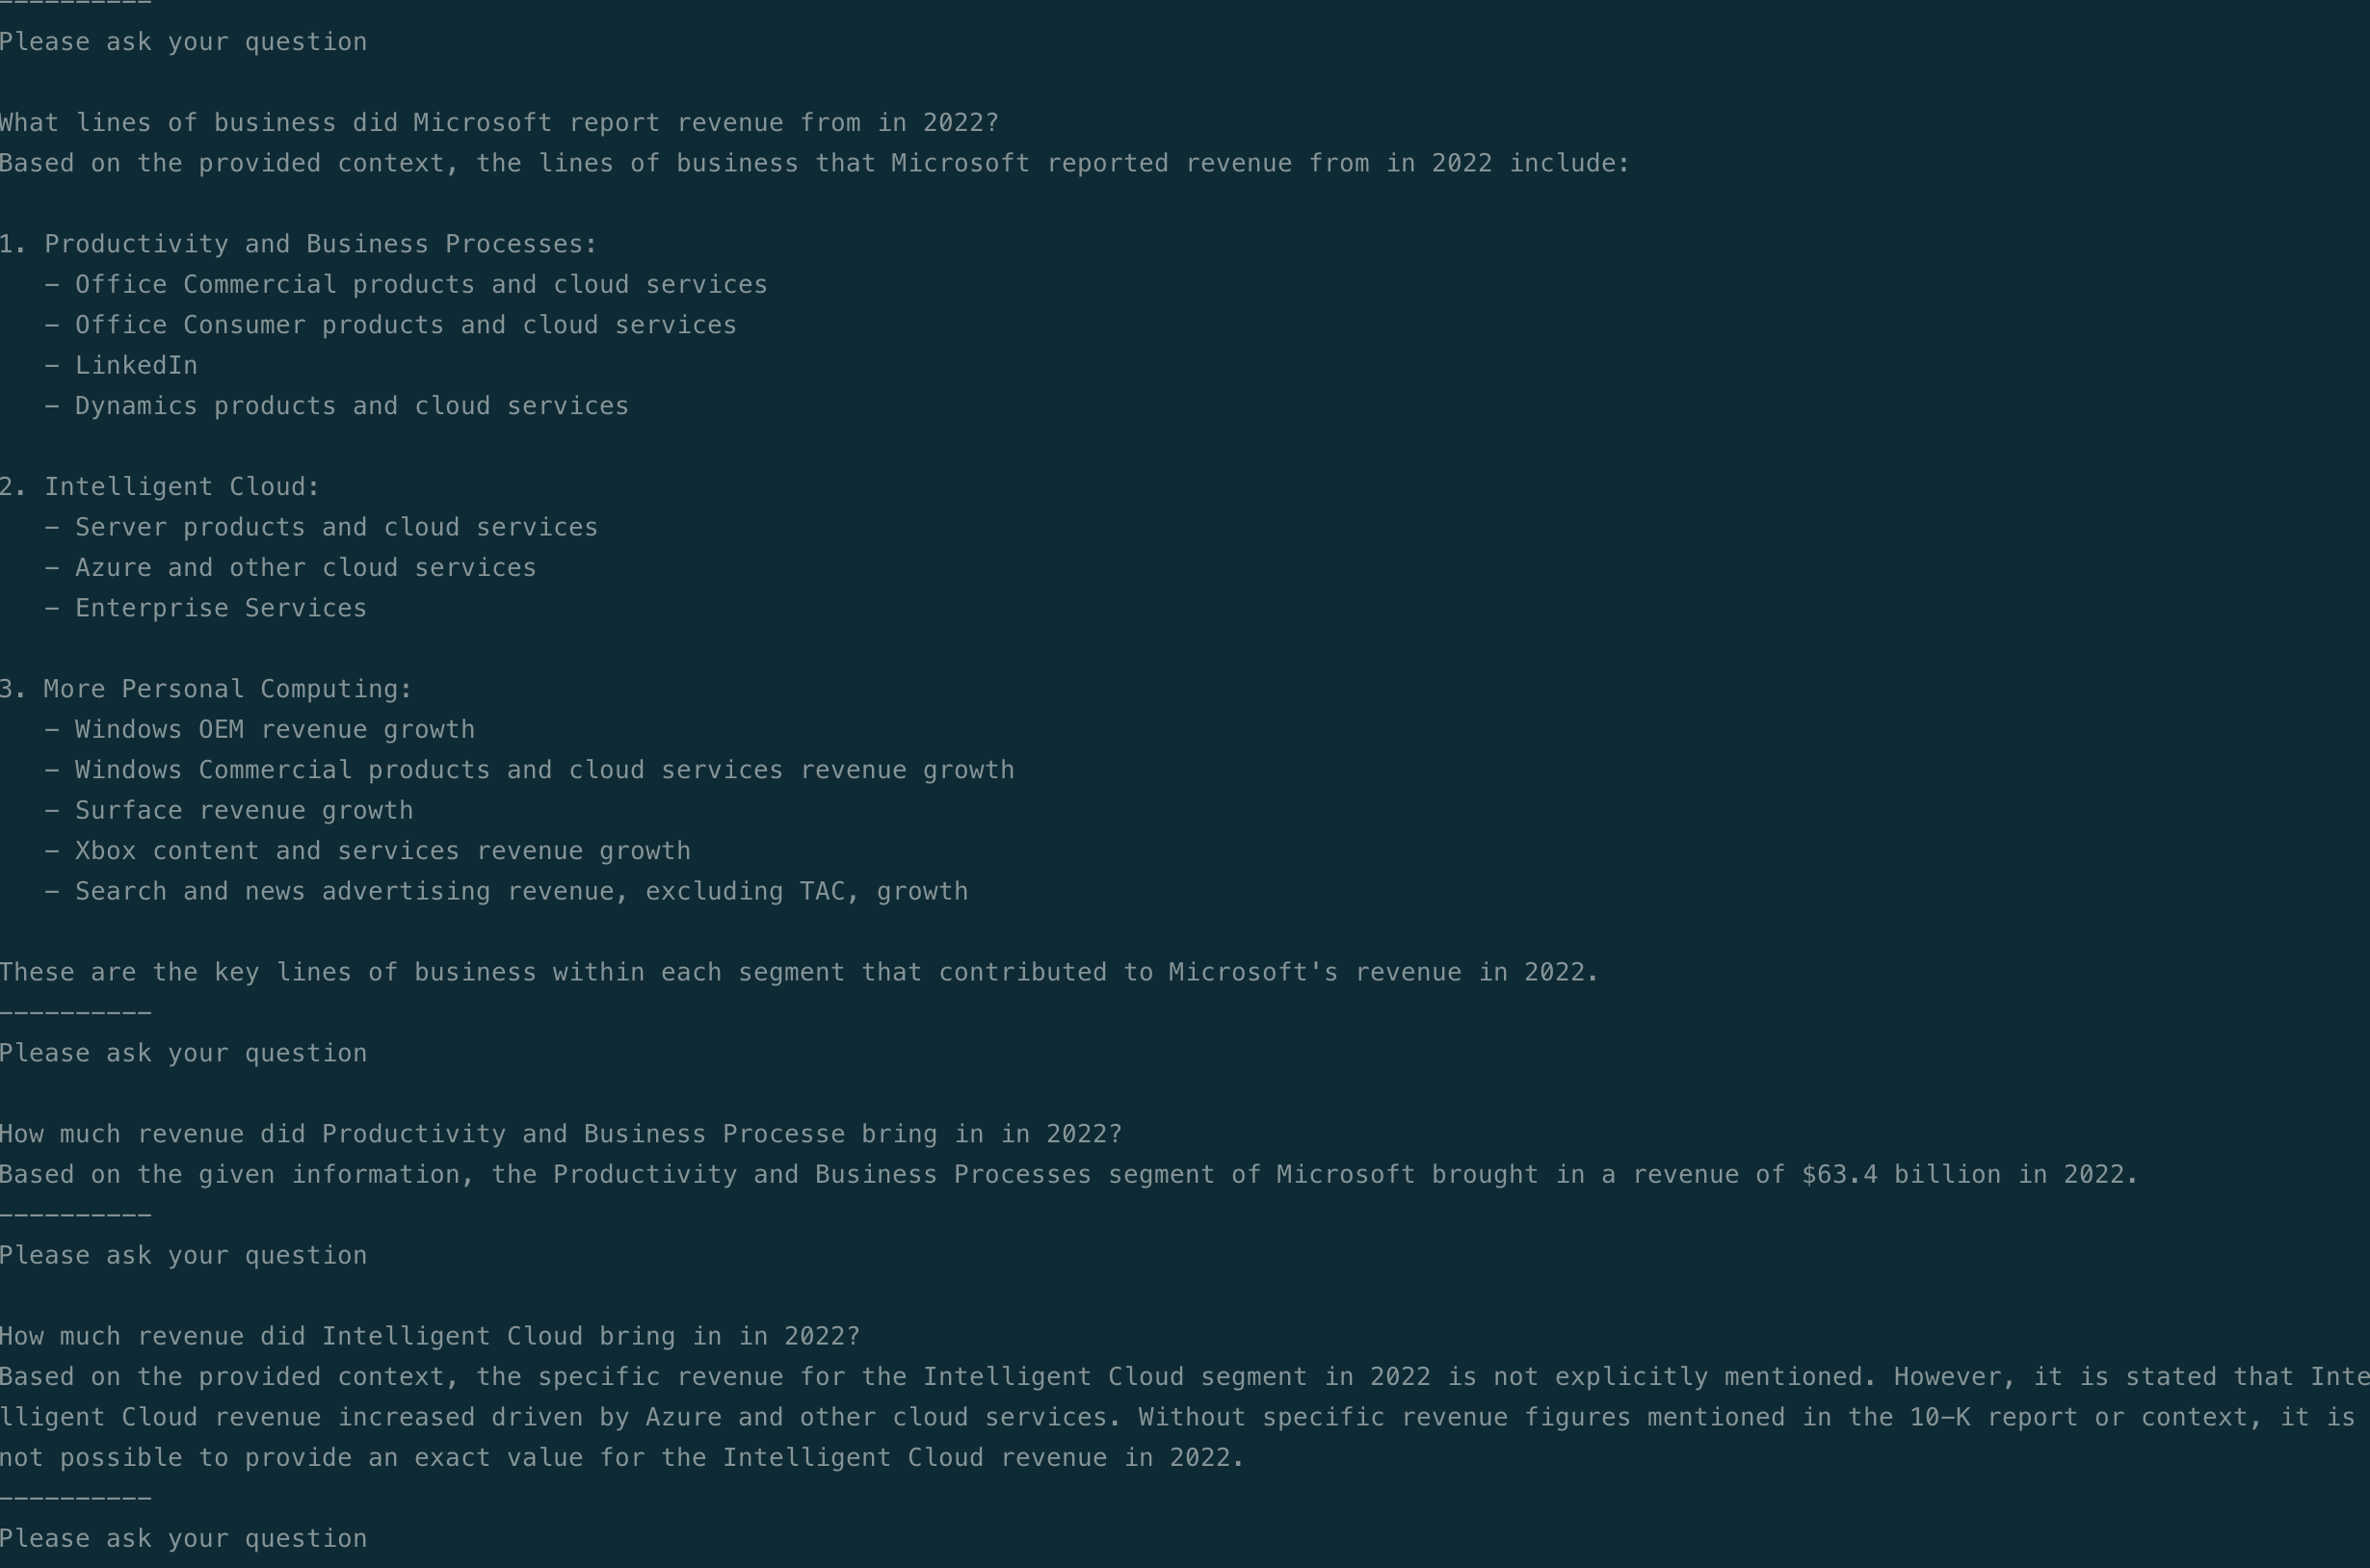 ----------
Please ask your question

What lines of business did Microsoft report revenue from in 2022?
Based on the provided context, the lines of business that Microsoft reported revenue from in 2022 include:

1. Productivity and Business Processes:
   - Office Commercial products and cloud services
   - Office Consumer products and cloud services
   - LinkedIn
   - Dynamics products and cloud services

2. Intelligent Cloud:
   - Server products and cloud services
   - Azure and other cloud services
   - Enterprise Services

3. More Personal Computing:
   - Windows OEM revenue growth
   - Windows Commercial products and cloud services revenue growth
   - Surface revenue growth
   - Xbox content and services revenue growth
   - Search and news advertising revenue, excluding TAC, growth

These are the key lines of business within each segment that contributed to Microsoft's revenue in 2022.
----------
Please ask your question

How much revenue did Productivity and Business Processe bring in in 2022?
Based on the given information, the Productivity and Business Processes segment of Microsoft brought in a revenue of $63.4 billion in 2022.
----------
Please ask your question

How much revenue did Intelligent Cloud bring in in 2022?
Based on the provided context, the specific revenue for the Intelligent Cloud segment in 2022 is not explicitly mentioned. However, it is stated that Inte
lligent Cloud revenue increased driven by Azure and other cloud services. Without specific revenue figures mentioned in the 10-K report or context, it is
not possible to provide an exact value for the Intelligent Cloud revenue in 2022.
----------
Please ask your question